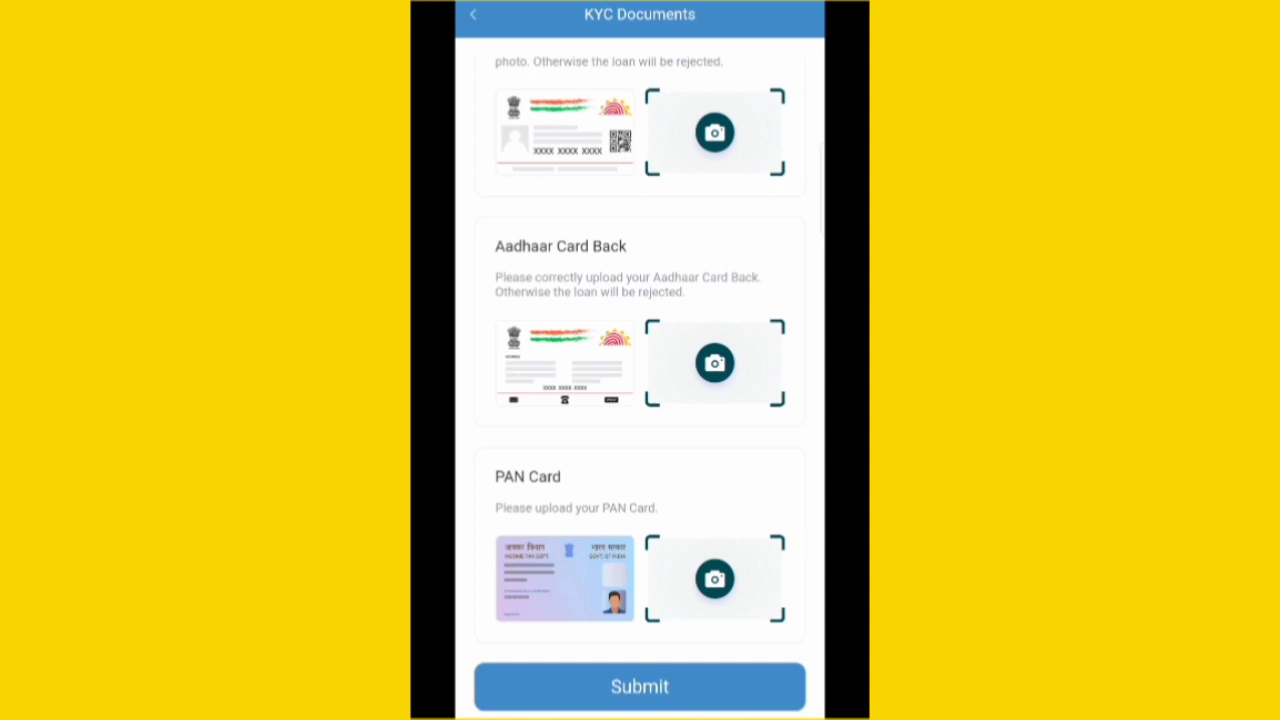 KYC Documents
photo. Otherwise the loan will be rejected.
XXXX XXXX XXXX
Aadhaar Card Back
Please correctly upload your Aadhaar Card Back.
Otherwise the loan will be rejected.
XXXX XXXX XXXX
PAN Card
Please upload your PAN Card.
आयकर विभाग भारत सरकार
INCOME TAX DEPT. GOVT. OF INDIA
Submit